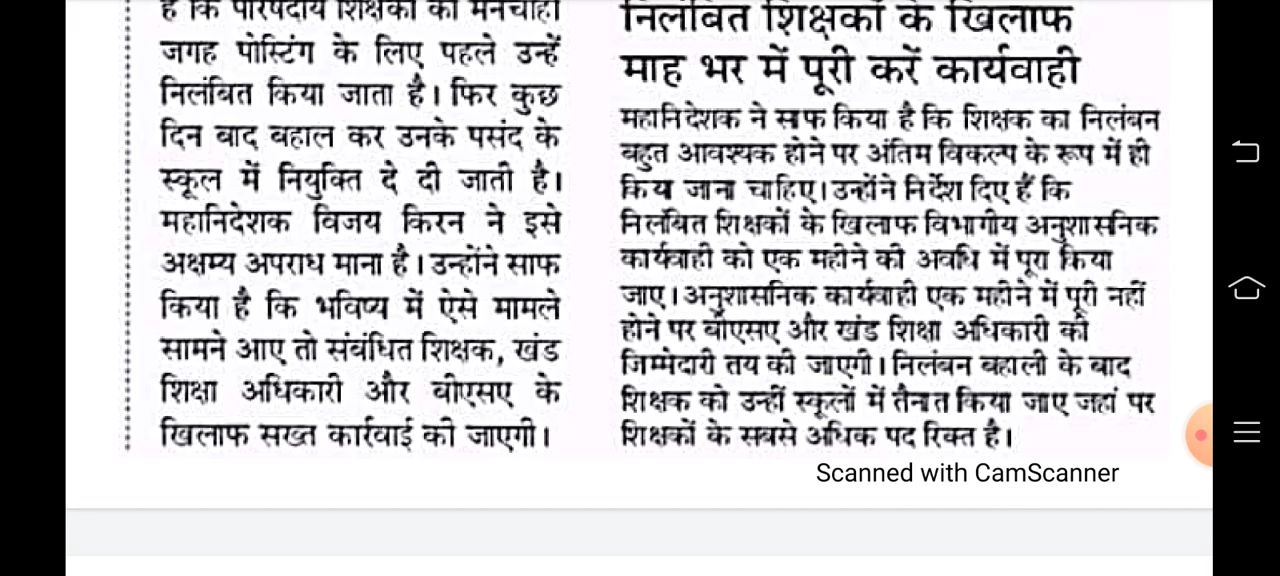 है कि परिषदीय शिक्षकों को मनचाही
जगह पोस्टिंग के लिए पहले उन्हें
निलंबित किया जाता है। फिर कुछ
दिन बाद बहाल कर उनके पसंद के
स्कूल में नियुक्ति दे दी जाती है।
महानिदेशक विजय किरन ने इसे
अक्षम्य अपराध माना है। उन्होंने साफ
किया है कि भविष्य में ऐसे मामले
सामने आए तो संबंधित शिक्षक, खंड
शिक्षा अधिकारी और बीएसए के
खिलाफ सख्त कार्रवाई की जाएगी।
निलंबित शिक्षकों के खिलाफ
माह भर में पूरी करें कार्यवाही
महानिदेशक ने साफ किया है कि शिक्षक का निलंबन
बहुत आवश्यक होने पर अंतिम विकल्प के रूप में ही
किय जाना चाहिए। उन्होंने निर्देश दिए हैं कि
निलंबित शिक्षकों के खिलाफ विभागीय अनुशासनिक
कार्यवाही को एक महीने की अवधि में पूरा किया
जाए। अनुशासनिक कार्यवाही एक महीने में पूरी नहीं
होने पर बीएसए और खंड शिक्षा अधिकारी की
जिम्मेदारी तय की जाएगी। निलंबन बहाली के बाद
शिक्षक को उन्हीं स्कूलों में तैनात किया जाए जहां पर
शिक्षकों के सबसे अधिक पद रिक्त है।
Scanned with CamScanner